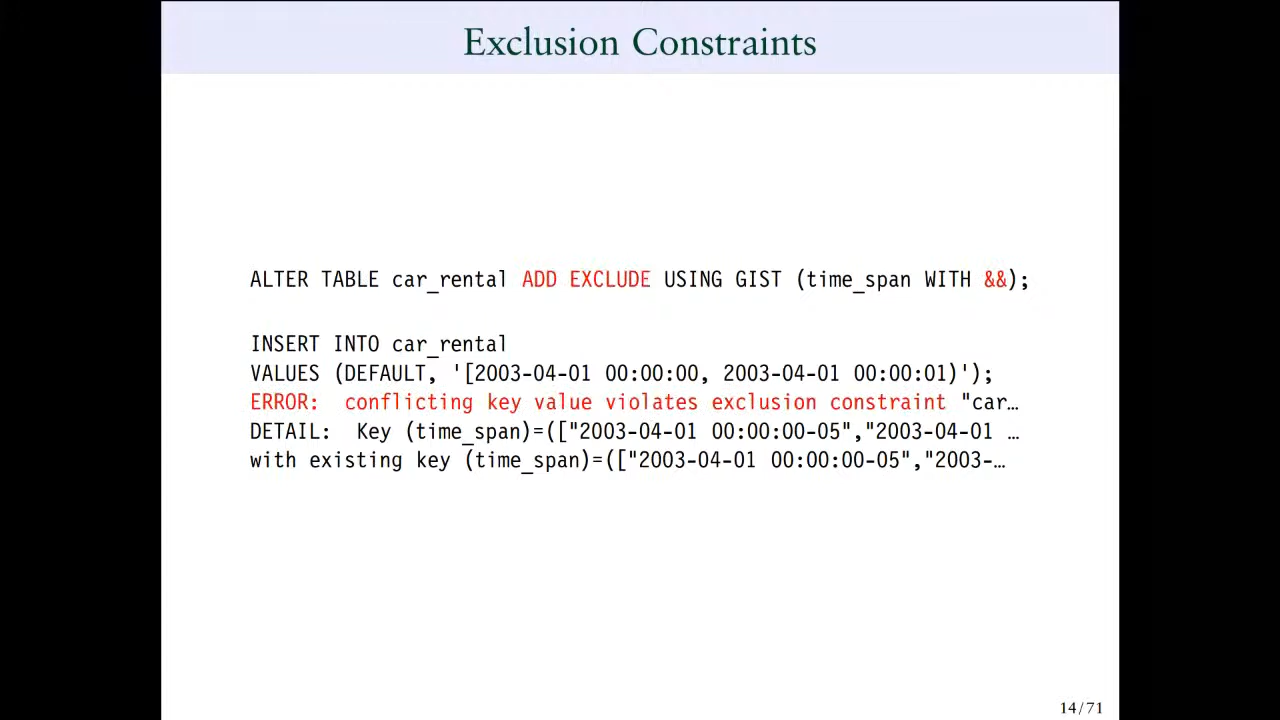 Exclusion Constraints
ALTER TABLE car_rental ADD EXCLUDE USING GIST (time_span WITH &&);
INSERT INTO car_rental
VALUES (DEFAULT, '[2003-04-01 00:00:00, 2003-04-01 00:00:01)');
ERROR:  conflicting key value violates exclusion constraint "car…
DETAIL:  Key (time_span)=(["2003-04-01 00:00:00-05","2003-04-01 …
with existing key (time_span)=(["2003-04-01 00:00:00-05","2003-…
14/71